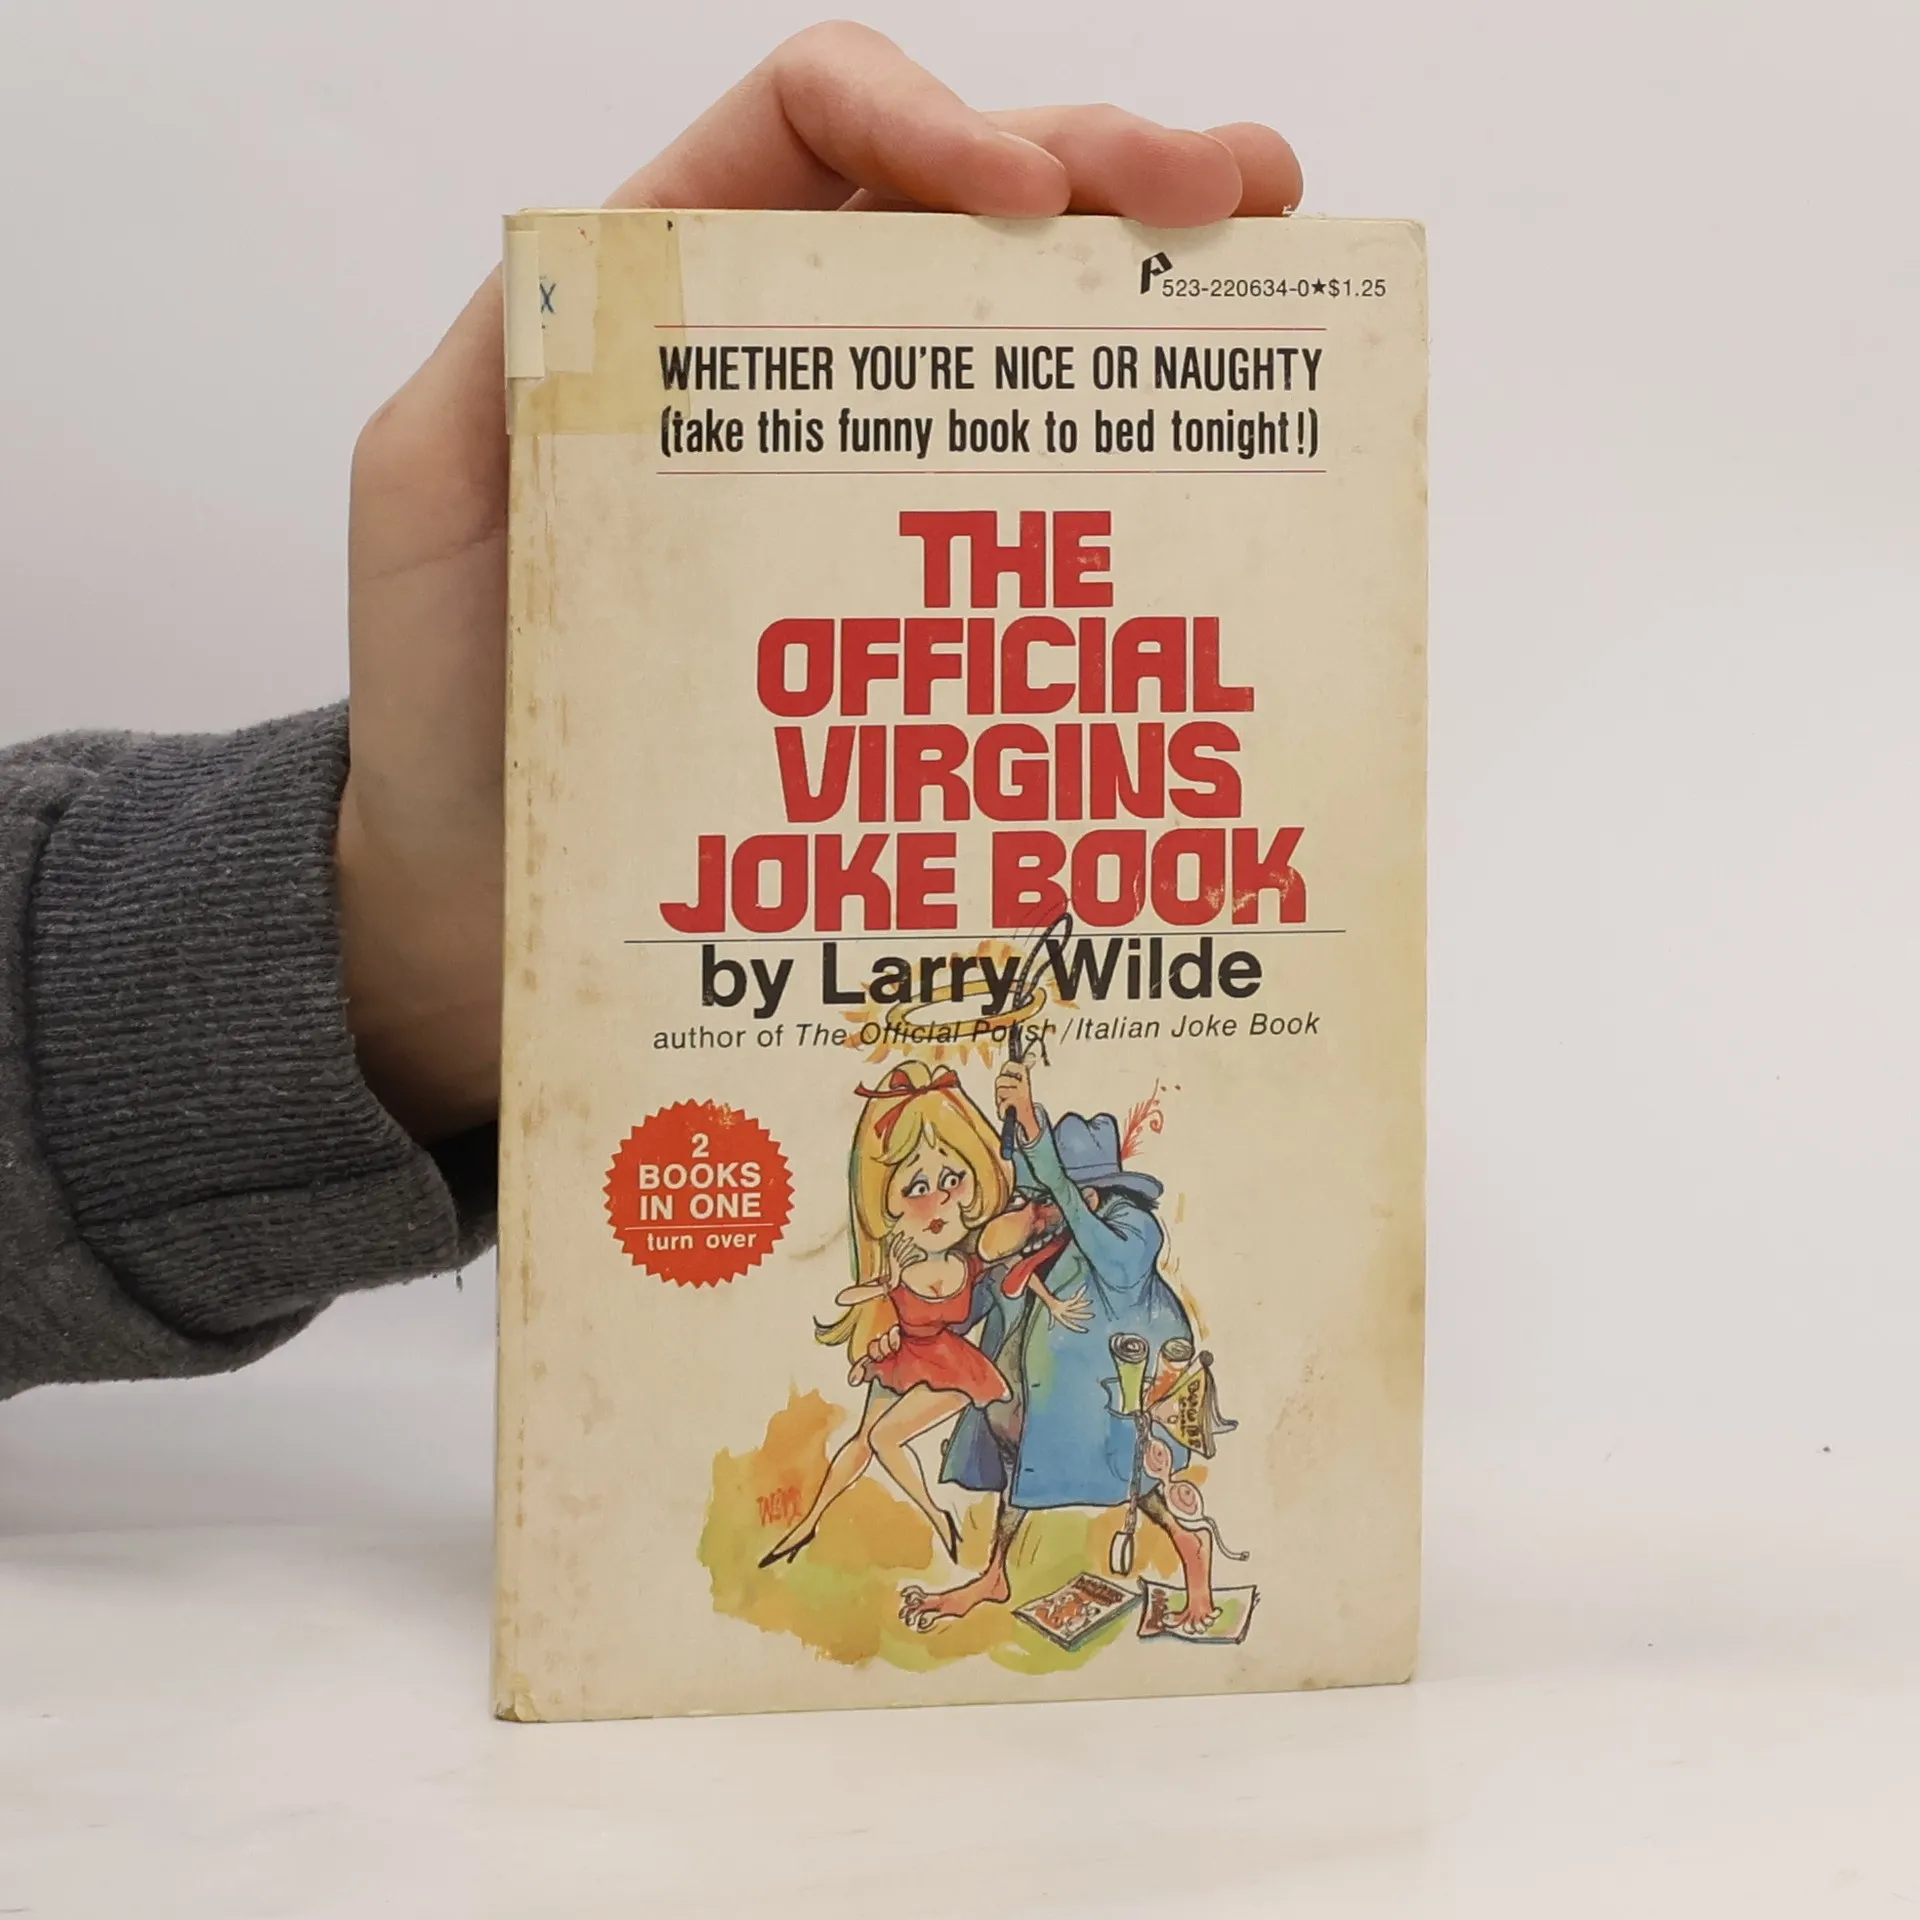 X
523-220634-0★$1.25
WHETHER YOU'RE NICE OR NAUGHTY
(take this funny book to bed tonight!)
THE
OFFICIAL
VIRGINS
JOKE BOOK
by Larry Wilde
author of The Official Polish/Italian Joke Book
2
BOOKS
IN ONE
turn over